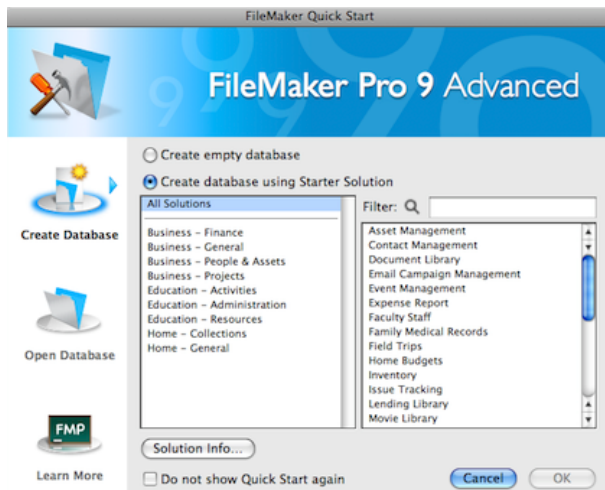 FileMaker Quick Start
FileMaker Pro 9 Advanced
Create Database
Open Database
FMP
Learn More
Create empty database
Create database using Starter Solution
All Solutions
Business – Finance
Business – General
Business – People & Assets
Business – Projects
Education – Activities
Education – Administration
Education – Resources
Home – Collections
Home – General
Filter:
Asset Management
Contact Management
Document Library
Email Campaign Management
Event Management
Expense Report
Faculty Staff
Family Medical Records
Field Trips
Home Budgets
Inventory
Issue Tracking
Lending Library
Movie Library
Solution Info...
Do not show Quick Start again
Cancel
OK